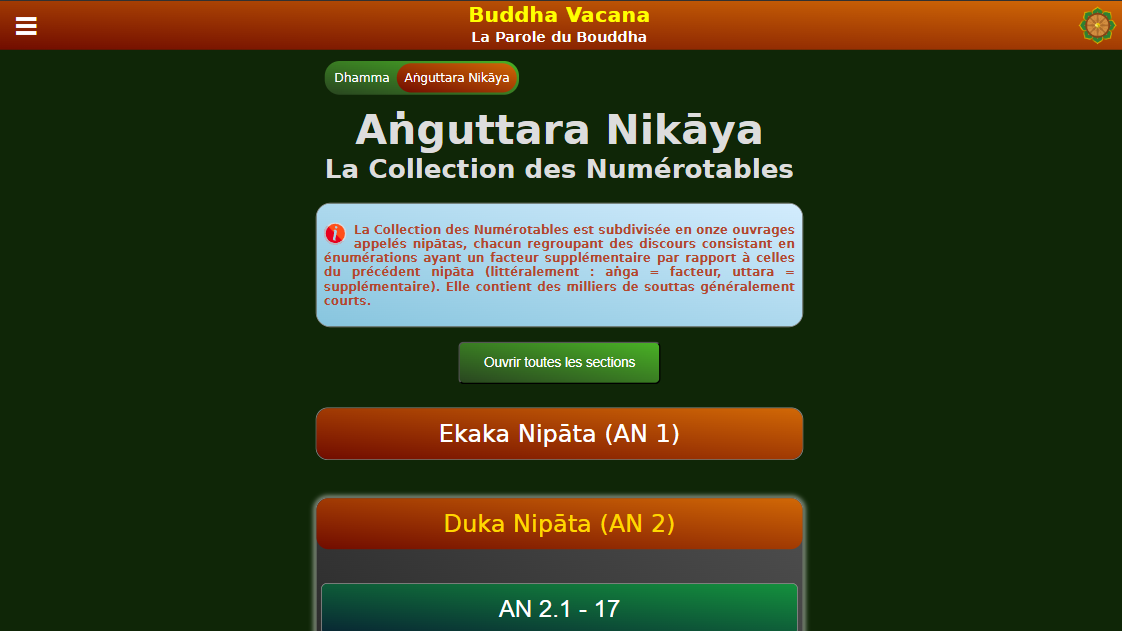 Buddha Vacana
La Parole du Bouddha
Dhamma Aṅguttara Nikāya
Aṅguttara Nikāya
La Collection des Numérotables
La Collection des Numérotables est subdivisée en onze ouvrages
appelés nipātas, chacun regroupant des discours consistant en
énumérations ayant un facteur supplémentaire par rapport à celles
du précédent nipāta (littéralement : aṅga = facteur, uttara =
supplémentaire). Elle contient des milliers de souttas généralement
courts.
Ouvrir toutes les sections
Ekaka Nipāta (AN 1)
Duka Nipāta (AN 2)
AN 2.1 - 17